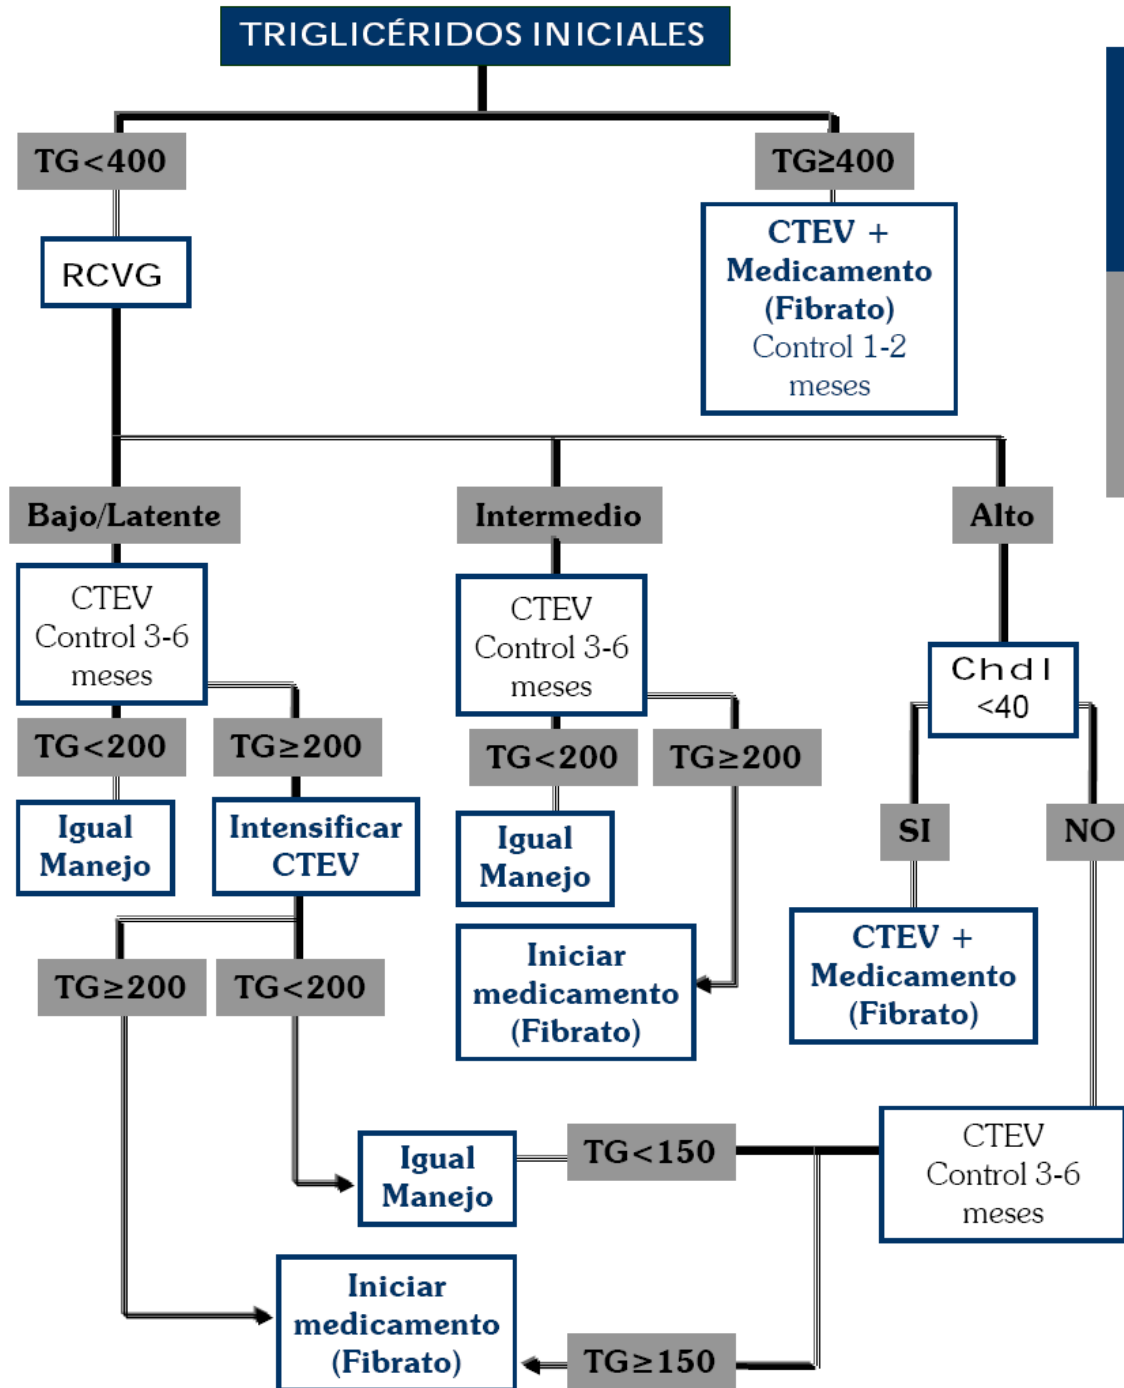 TRIGLICÉRIDOS INICIALES
TG<400
TG≥400
RCVG
CTEV +
Medicamento
(Fibrato)
Control 1-2
meses
Bajo/Latente
Intermedio
Alto
CTEV
Control 3-6
meses
CTEV
Control 3-6
meses
Chdl
<40
TG<200
TG≥200
TG<200
TG≥200
SI
NO
Igual
Manejo
Intensificar
CTEV
Igual
Manejo
Iniciar
medicamento
(Fibrato)
CTEV +
Medicamento
(Fibrato)
TG≥200
TG<200
Igual
Manejo
TG<150
CTEV
Control 3-6
meses
Iniciar
medicamento
(Fibrato)
TG≥150